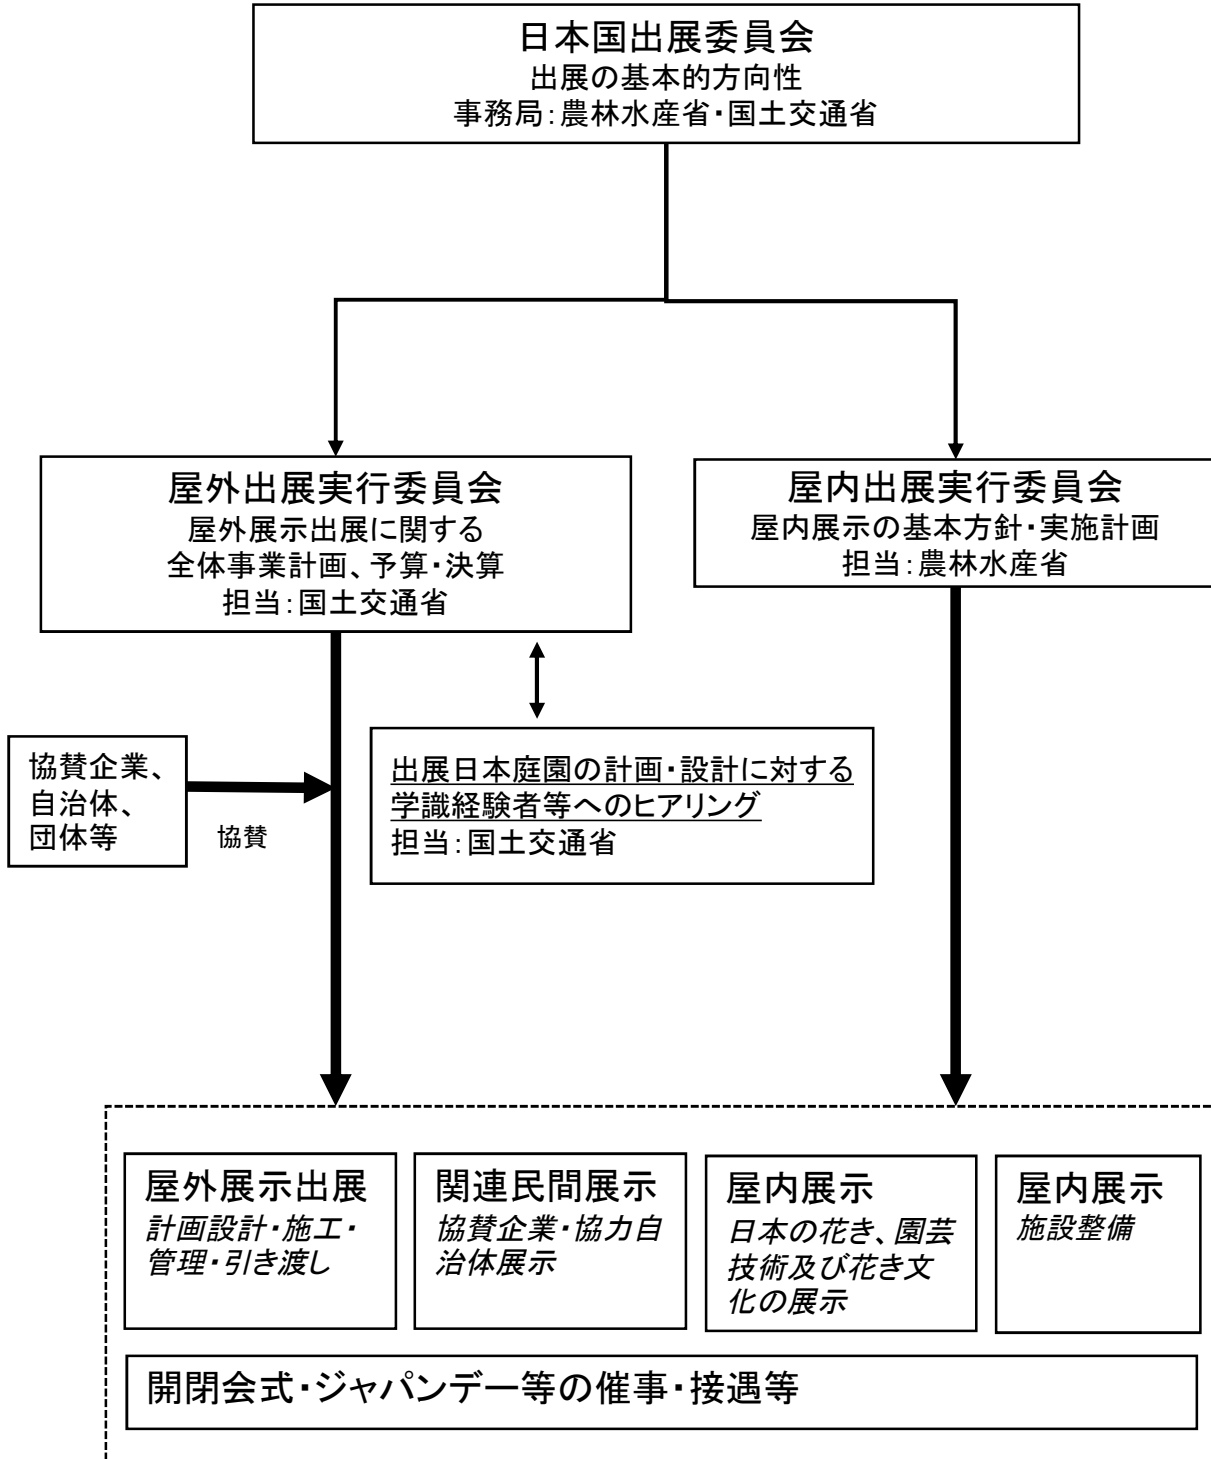 日本国出展委員会
出展の基本的方向性
事務局：農林水産省・国土交通省
屋外出展実行委員会
屋外展示出展に関する
全体事業計画、予算・決算
担当：国土交通省
屋内出展実行委員会
屋内展示の基本方針・実施計画
担当：農林水産省
協賛企業、
自治体、
団体等
協賛
出展日本庭園の計画・設計に対する
学識経験者等へのヒアリング
担当：国土交通省
屋外展示出展
計画設計・施工・
管理・引き渡し
関連民間展示
協賛企業・協力自
治体展示
屋内展示
日本の花き、園芸
技術及び花き文
化の展示
屋内展示
施設整備
開閉会式・ジャパンデー等の催事・接遇等